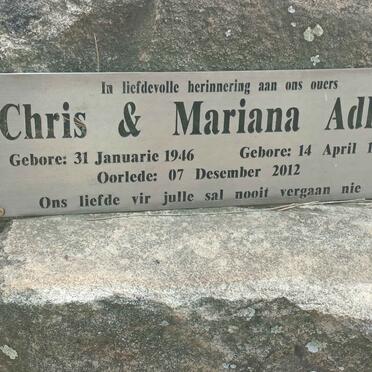 In liefdevolle herinnering aan ons ouers
Chris & Mariana
Gebore: 31 Januarie 1946 Gebore: 14 April
Oorlede: 07 Desember 2012
Ons liefde vir julle sal nooit vergaan nie